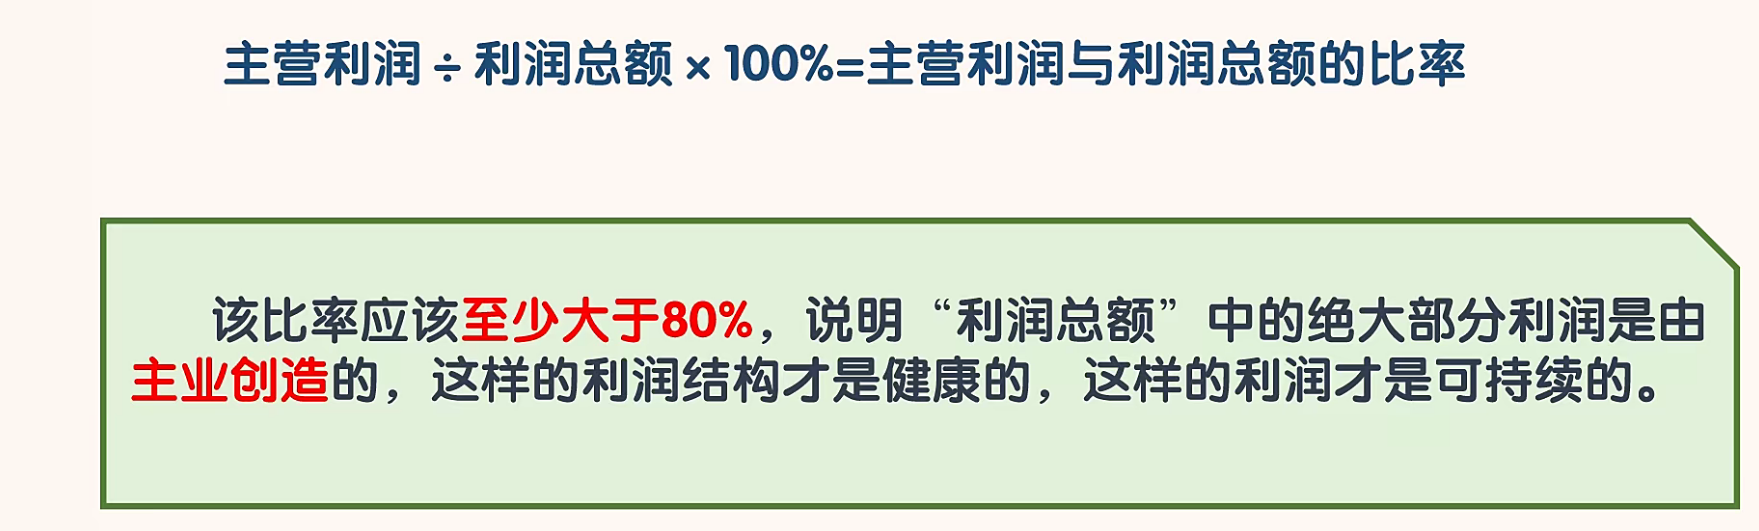 主营利润÷利润总额×100%=主营利润与利润总额的比率
该比率应该至少大于80%，说明“利润总额”中的绝大部分利润是由
主业创造的，这样的利润结构才是健康的，这样的利润才是可持续的。